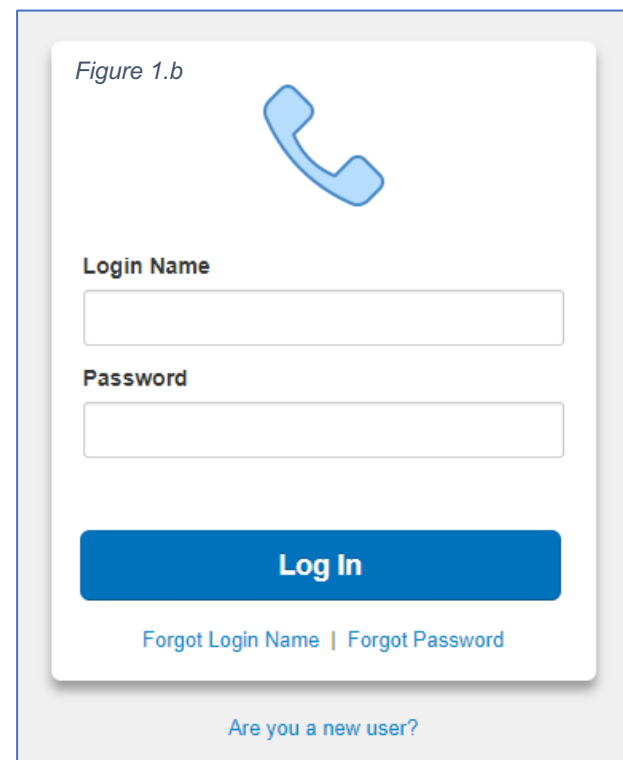 Figure 1.b
Login Name
Password
Log In
Forgot Login Name | Forgot Password
Are you a new user?